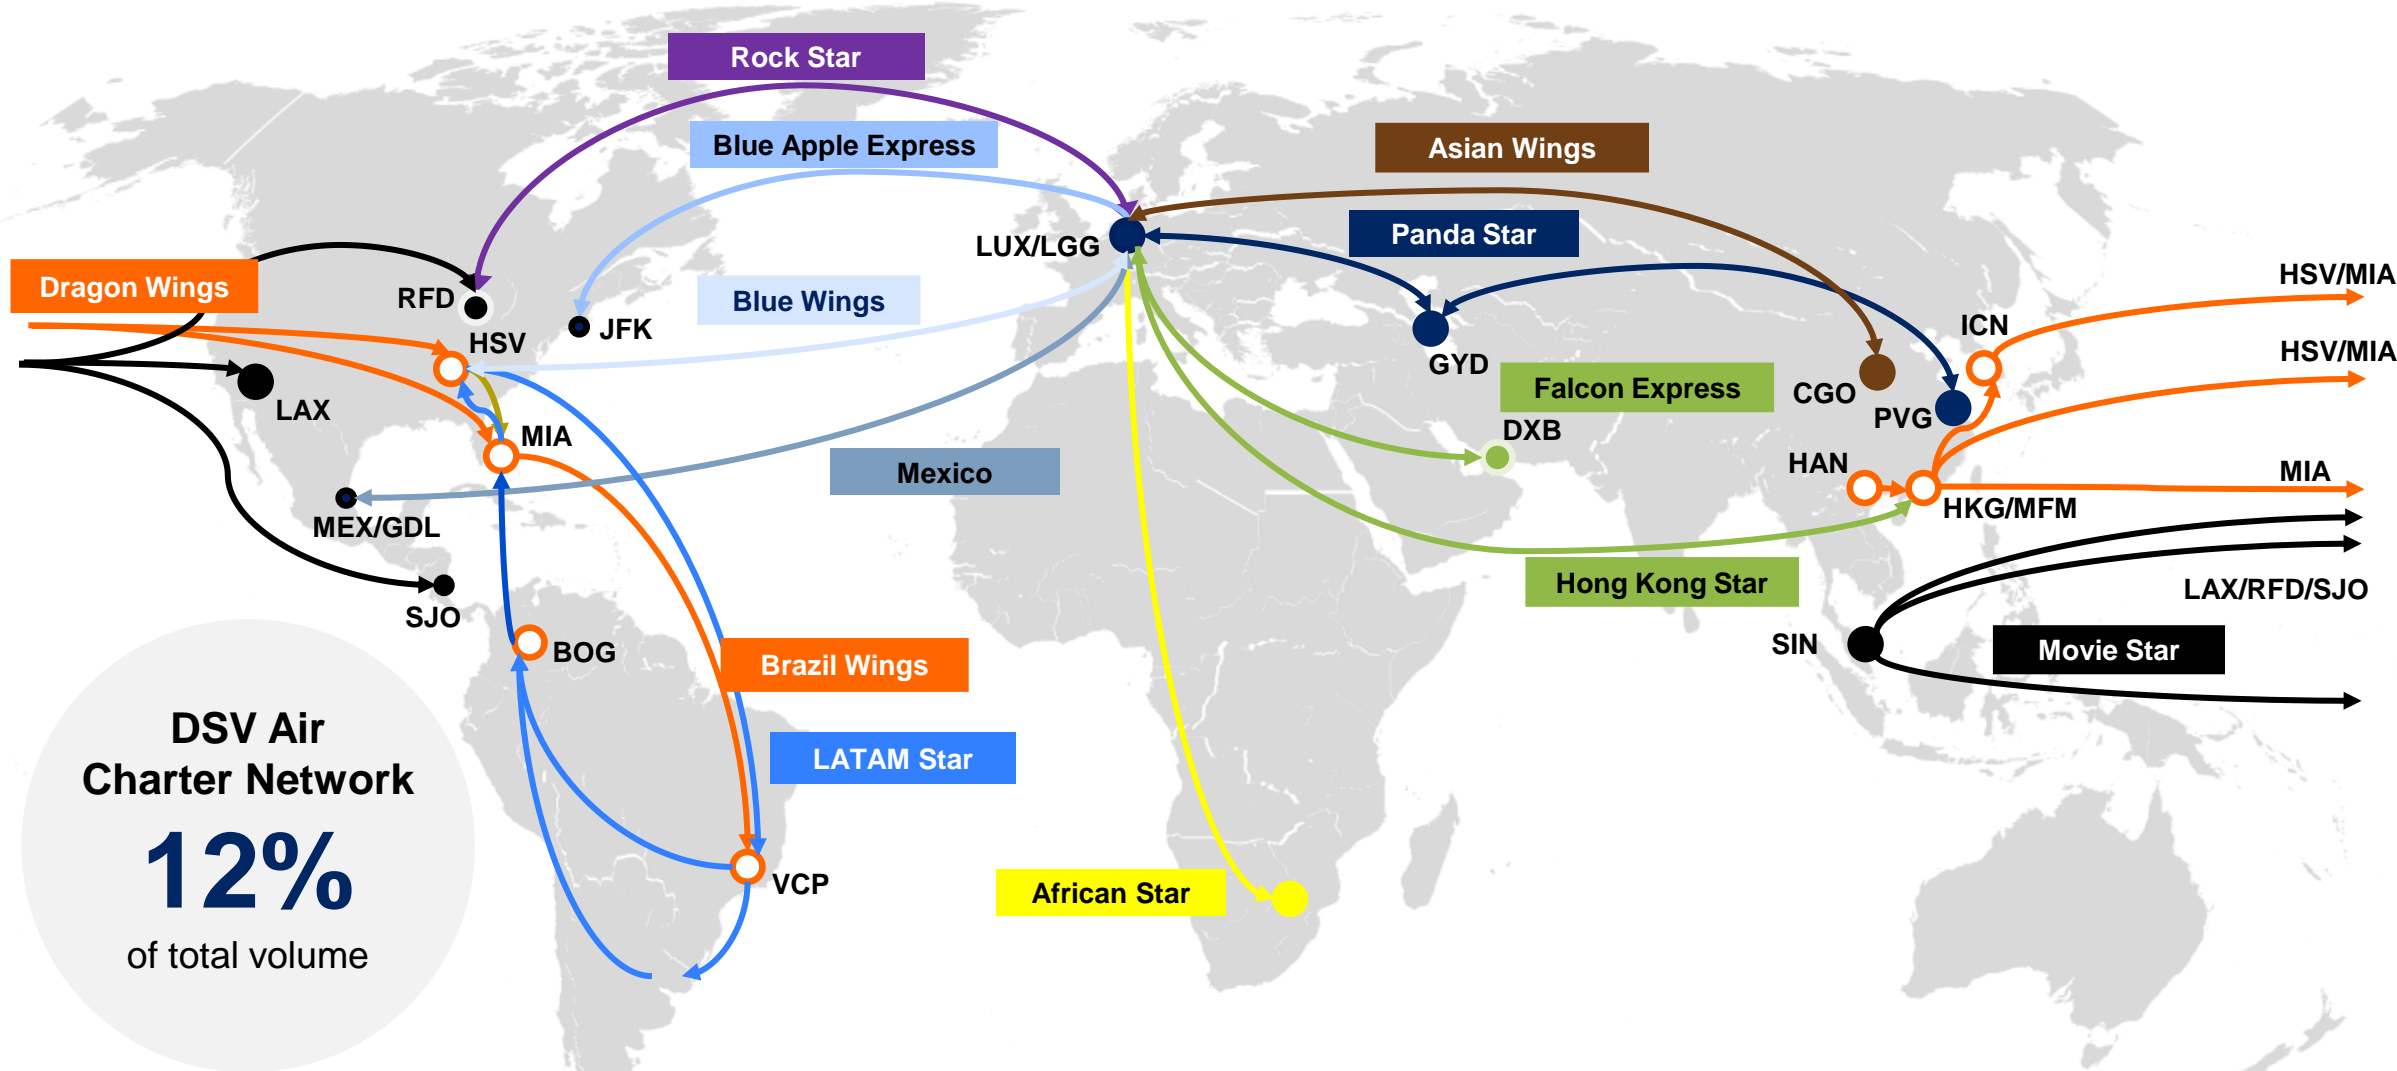 Rock Star
Blue Apple Express
Asian Wings
Panda Star
LUX/LGG
Dragon Wings
RFD
Blue Wings
HSV/MIA
HSV
JFK
ICN
HSV/MIA
GYD
Falcon Express
CGO
LAX
PVG
MIA
DXB
HAN
Mexico
MIA
MEX/GDL
HKG/MFM
Hong Kong Star
LAX/RFD/SJO
SJO
SIN
Movie Star
BOG
Brazil Wings
DSV Air
Charter Network
12%
of total volume
LATAM Star
VCP
African Star